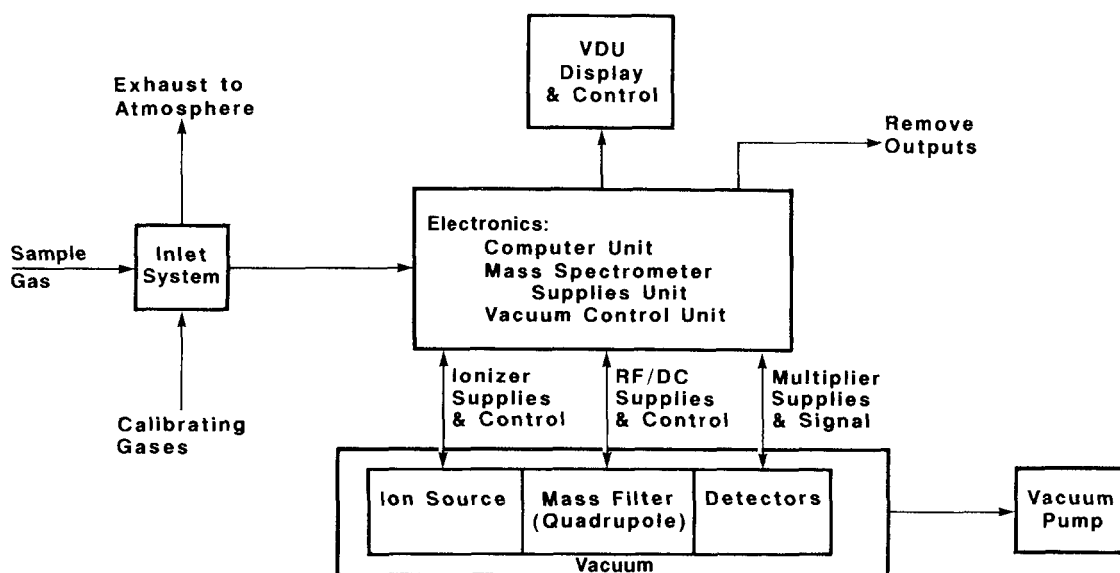 VDU
Display
& Control
Exhaust to
Atmosphere
Remove
Outputs
Electronics:
Computer Unit
Mass Spectrometer
Supplies Unit
Vacuum Control Unit
Sample
Gas
Inlet
System
Calibrating
Gases
Ionizer
Supplies
& Control
RF/DC
Supplies
& Control
Multiplier
Supplies
& Signal
Ion Source
Mass Filter
(Quadrupole)
Detectors
Vacuum
Vacuum
Pump